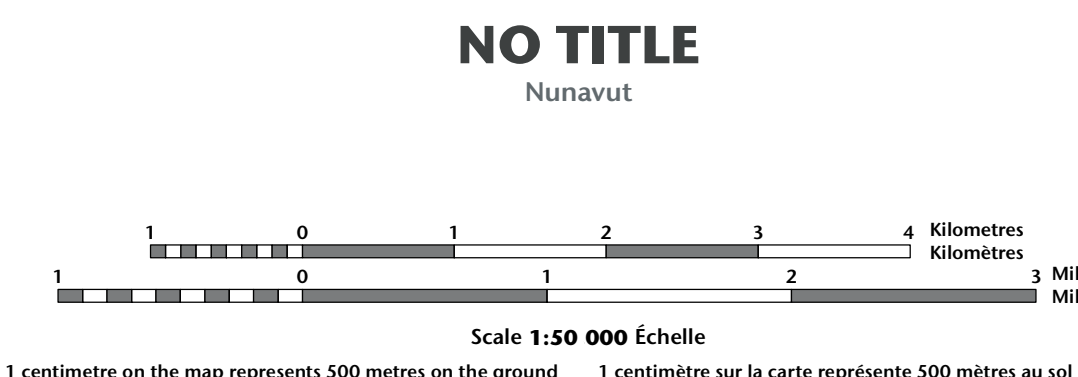 NO TITLE
Nunavut
1 0 1 2 3 4 Kilometres
Kilomètres
1 0 1 2 3 Mil
Mil
Scale 1:50 000 Échelle
1 centimetre on the map represents 500 metres on the ground 1 centimètre sur la carte représente 500 mètres au sol